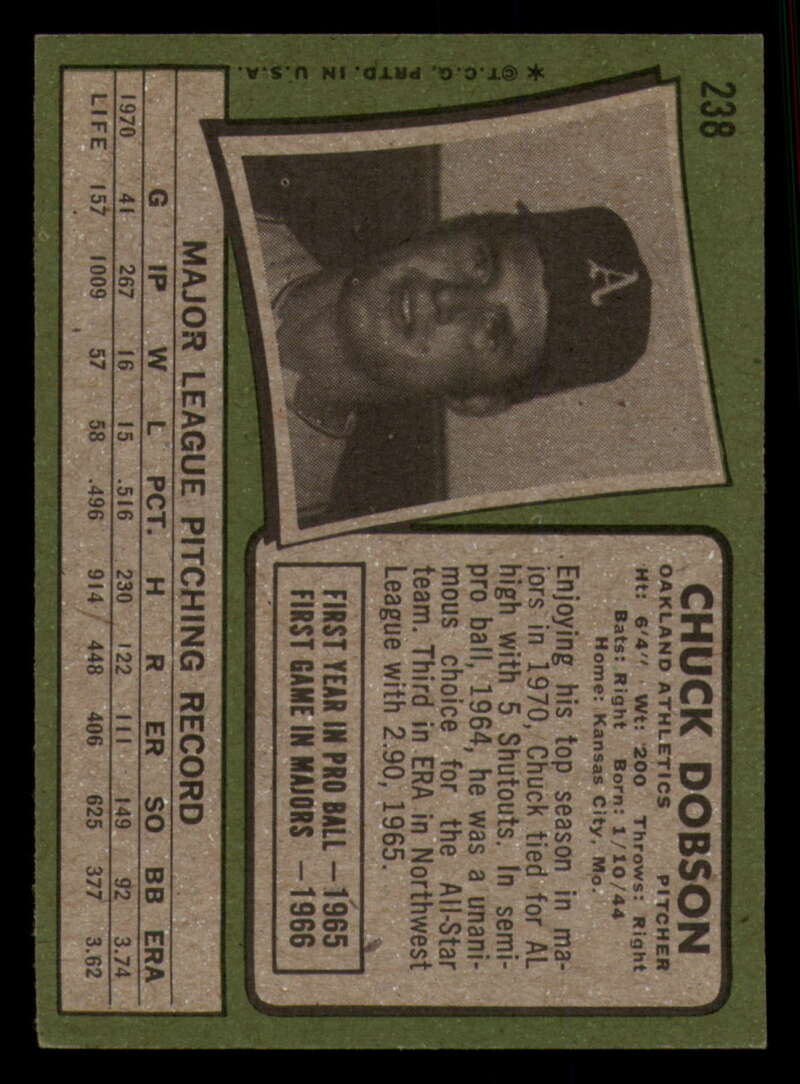 238
CHUCK DOBSON
OAKLAND ATHLETICS PITCHER
Ht: 6'4" Wt: 200 Throws: Right
Bats: Right Born: 1/10/44
Home: Kansas City, Mo.
Enjoying his top season in ma-
jors in 1970, Chuck tied for AL
high with 5 Shutouts. In semi-
pro ball, 1964, he was a unani-
mous choice for the All-Star
team. Third in ERA in Northwest
League with 2.90, 1965.
FIRST YEAR IN PRO BALL – 1965
FIRST GAME IN MAJORS – 1966
A
MAJOR LEAGUE PITCHING RECORD
G IP W L PCT. H R ER SO BB ERA
1970 41 267 16 15 .516 230 122 111 149 92 3.74
LIFE 157 1009 57 58 .496 914 448 406 625 377 3.62
* © T.C.G. PRTD. IN U.S.A.